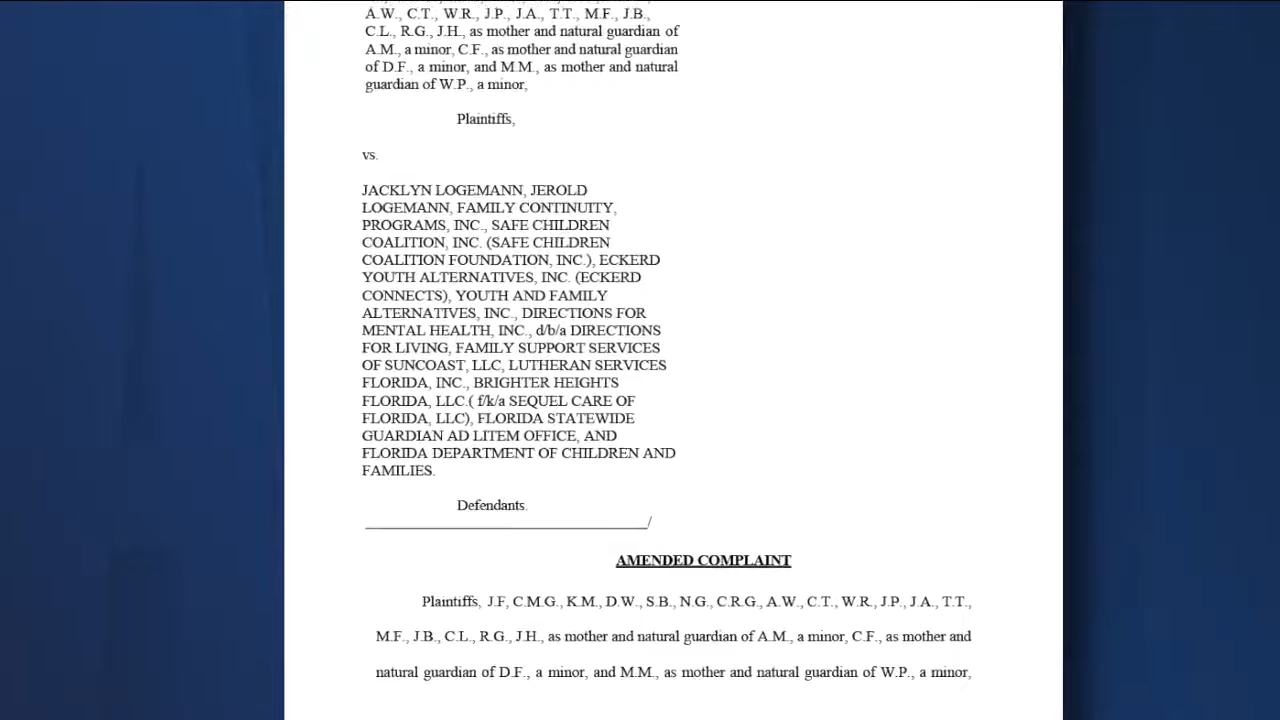 A.W., C.T., W.R., J.P., J.A., T.T., M.F., J.B.,
C.L., R.G., J.H., as mother and natural guardian of
A.M., a minor, C.F., as mother and natural guardian
of D.F., a minor, and M.M., as mother and natural
guardian of W.P., a minor,
Plaintiffs,
vs.
JACKLYN LOGEMANN, JEROLD
LOGEMANN, FAMILY CONTINUITY,
PROGRAMS, INC., SAFE CHILDREN
COALITION, INC. (SAFE CHILDREN
COALITION FOUNDATION, INC.), ECKERD
YOUTH ALTERNATIVES, INC. (ECKERD
CONNECTS), YOUTH AND FAMILY
ALTERNATIVES, INC., DIRECTIONS FOR
MENTAL HEALTH, INC., d/b/a DIRECTIONS
FOR LIVING, FAMILY SUPPORT SERVICES
OF SUNCOAST, LLC, LUTHERAN SERVICES
FLORIDA, INC., BRIGHTER HEIGHTS
FLORIDA, LLC.( f/k/a SEQUEL CARE OF
FLORIDA, LLC), FLORIDA STATEWIDE
GUARDIAN AD LITEM OFFICE, AND
FLORIDA DEPARTMENT OF CHILDREN AND
FAMILIES.
Defendants.
/
AMENDED COMPLAINT
Plaintiffs, J.F, C.M.G., K.M., D.W., S.B., N.G., C.R.G., A.W., C.T., W.R., J.P., J.A., T.T.,
M.F., J.B., C.L., R.G., J.H., as mother and natural guardian of A.M., a minor, C.F., as mother and
natural guardian of D.F., a minor, and M.M., as mother and natural guardian of W.P., a minor,